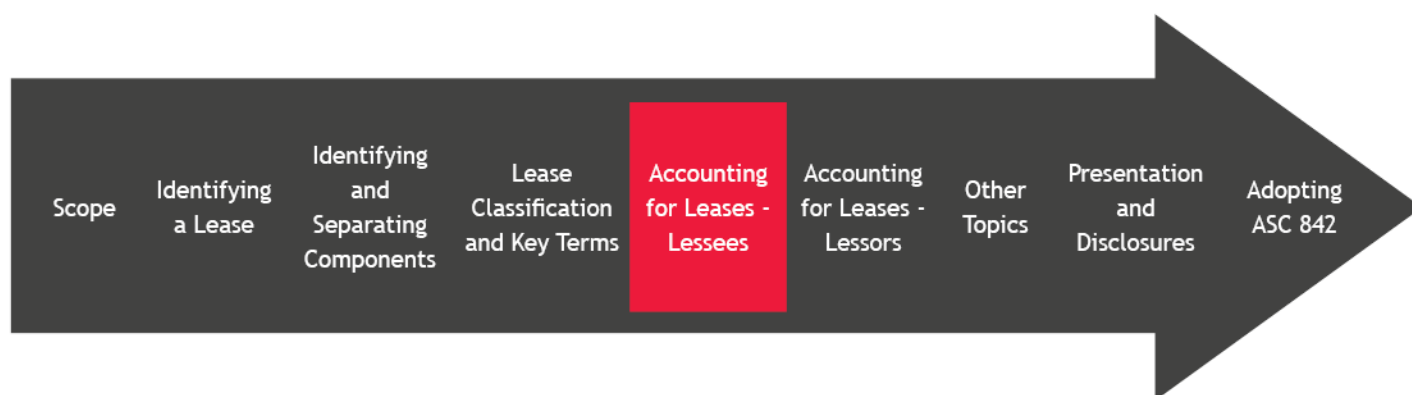 Scope
Identifying
a Lease
Identifying
and
Separating
Components
Lease
Classification
and Key Terms
Accounting
for Leases -
Lessees
Accounting
for Leases -
Lessors
Other
Topics
Presentation
and
Disclosures
Adopting
ASC 842